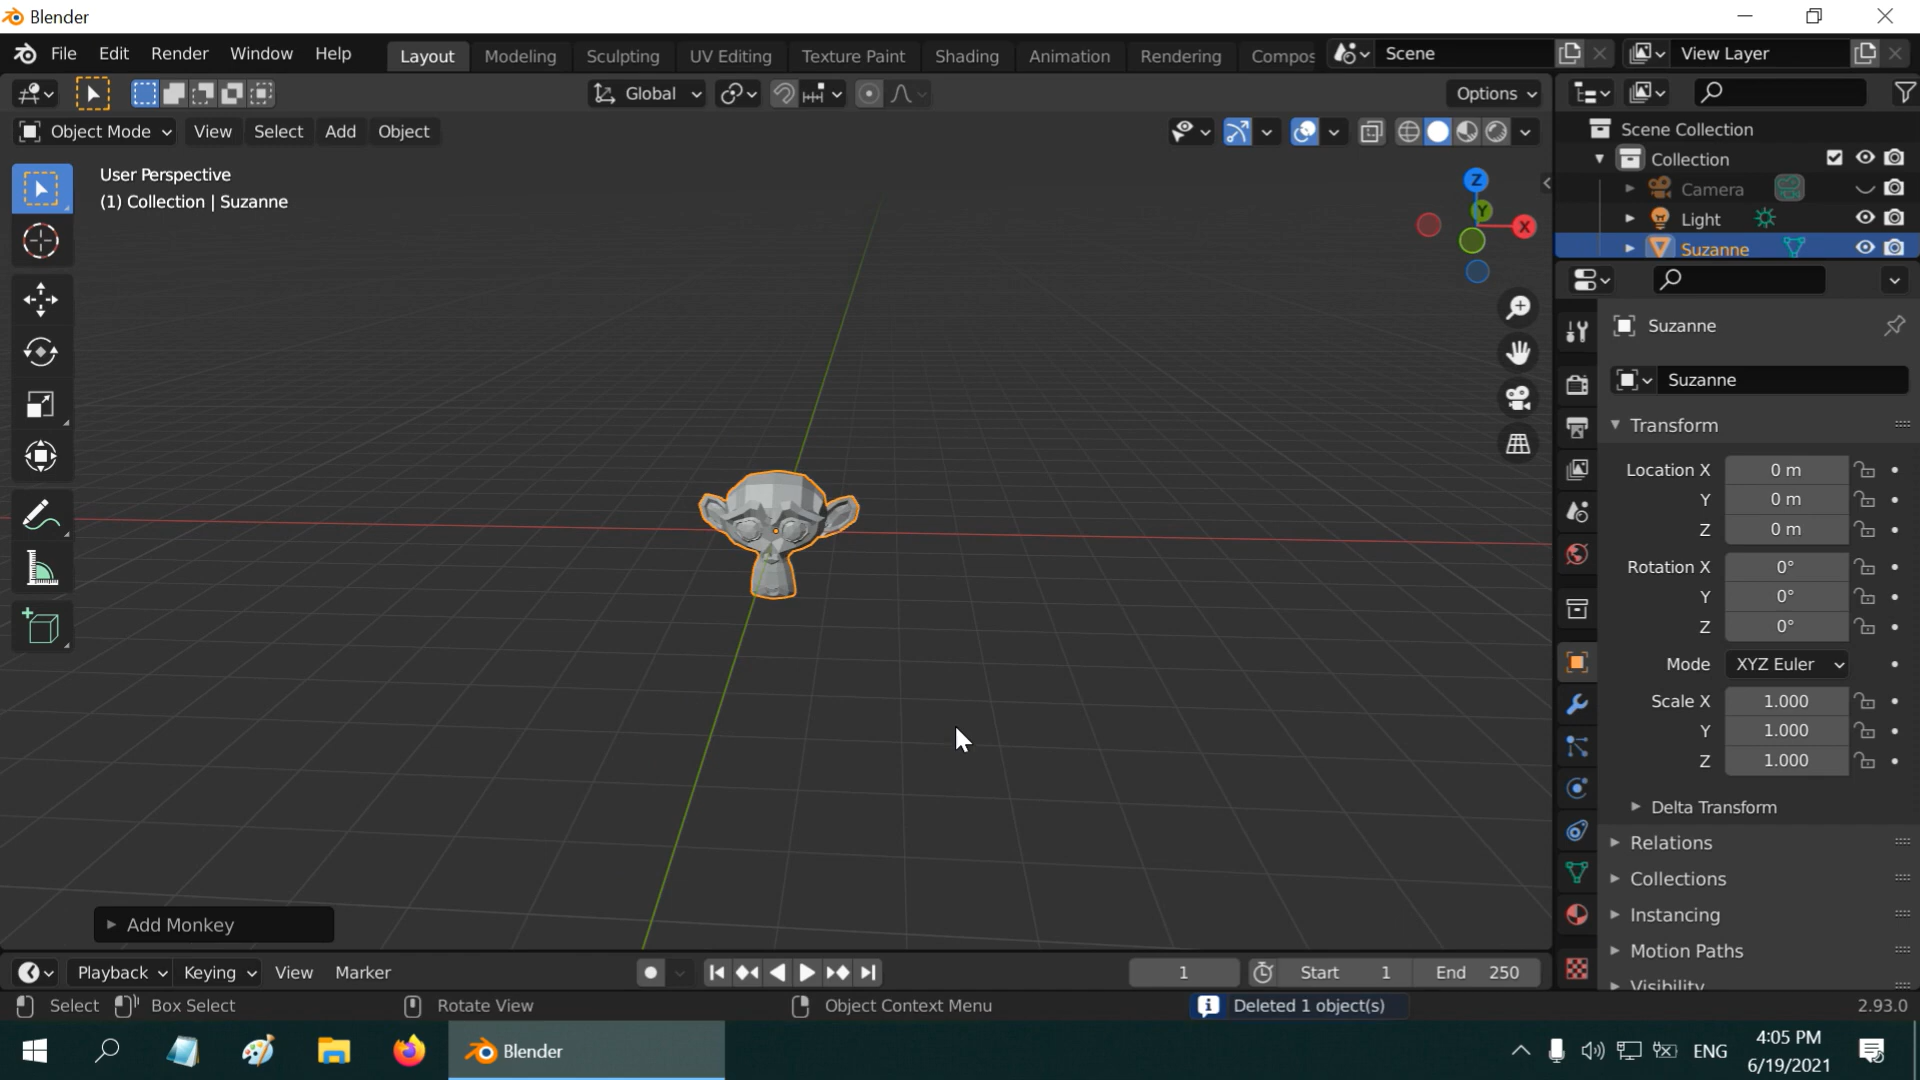 Blender
File Edit Render Window Help Layout Modeling Sculpting UV Editing Texture Paint Shading Animation Rendering Compos Scene View Layer
Global Options
Object Mode View Select Add Object
User Perspective
(1) Collection | Suzanne
Z
Y
X
Scene Collection
Collection
Camera
Light
Suzanne
Suzanne
Suzanne
Transform
Location X 0 m
Y 0 m
Z 0 m
Rotation X 0°
Y 0°
Z 0°
Mode XYZ Euler
Scale X 1.000
Y 1.000
Z 1.000
Delta Transform
Relations
Collections
Instancing
Motion Paths
Visibility
Add Monkey
Playback Keying View Marker 1 Start 1 End 250
Select Box Select Rotate View Object Context Menu Deleted 1 object(s) 2.93.0
Blender ENG 4:05 PM
6/19/2021